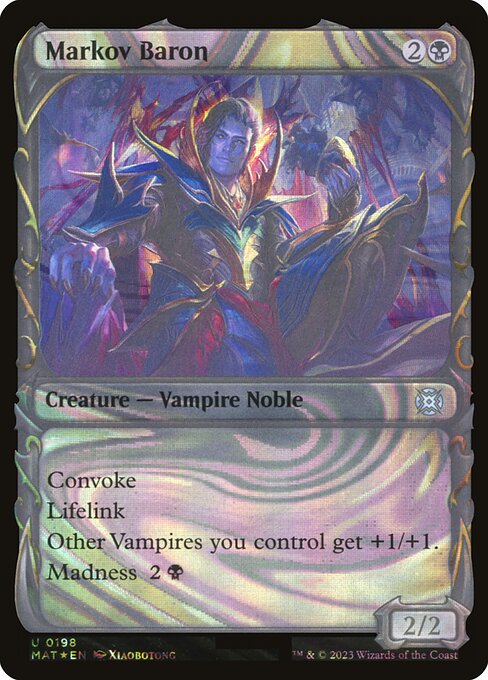 Markov Baron 2
Creature — Vampire Noble
Convoke
Lifelink
Other Vampires you control get +1/+1.
Madness 2
2/2
U 0198
MAT★EN XIAOBOTONG
™ & © 2023 Wizards of the Coast